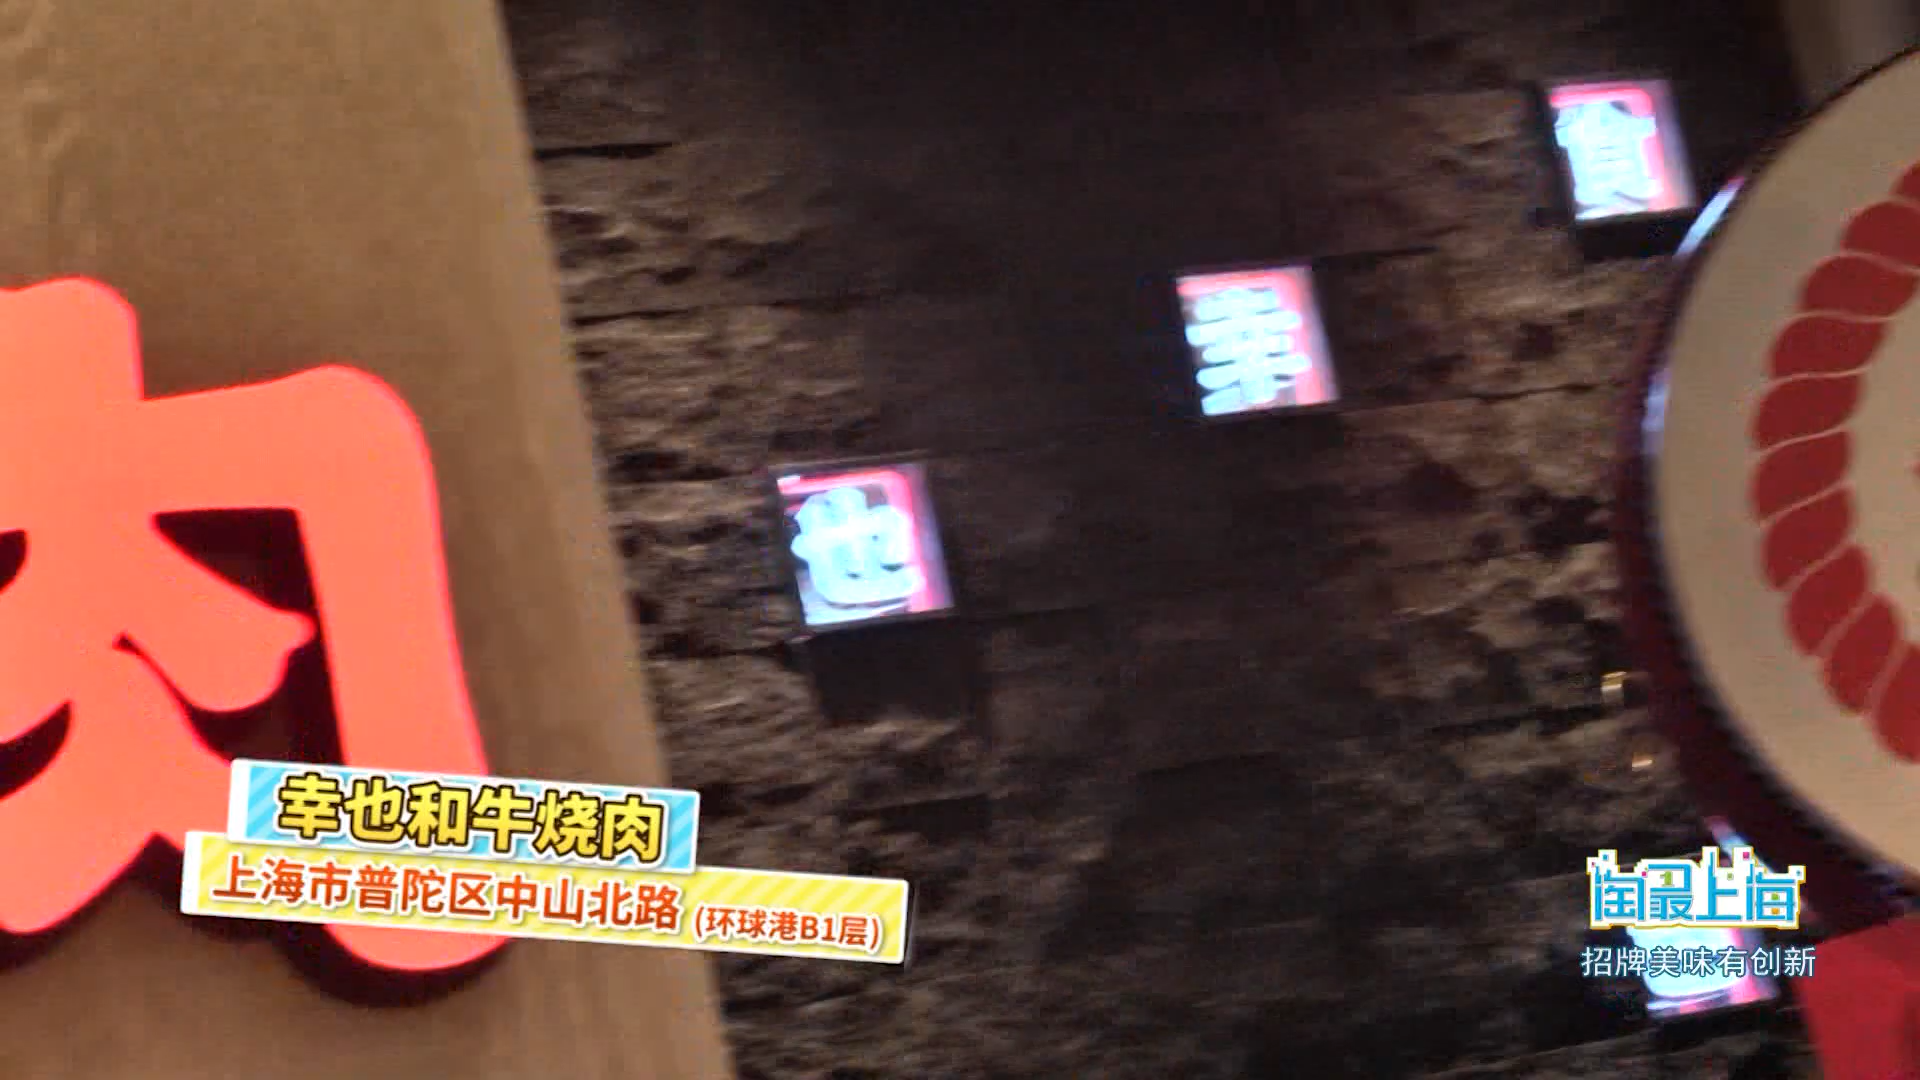 食
幸
也
肉
幸也和牛烧肉
上海市普陀区中山北路 (环球港B1层)
淘最上海
招牌美味有创新